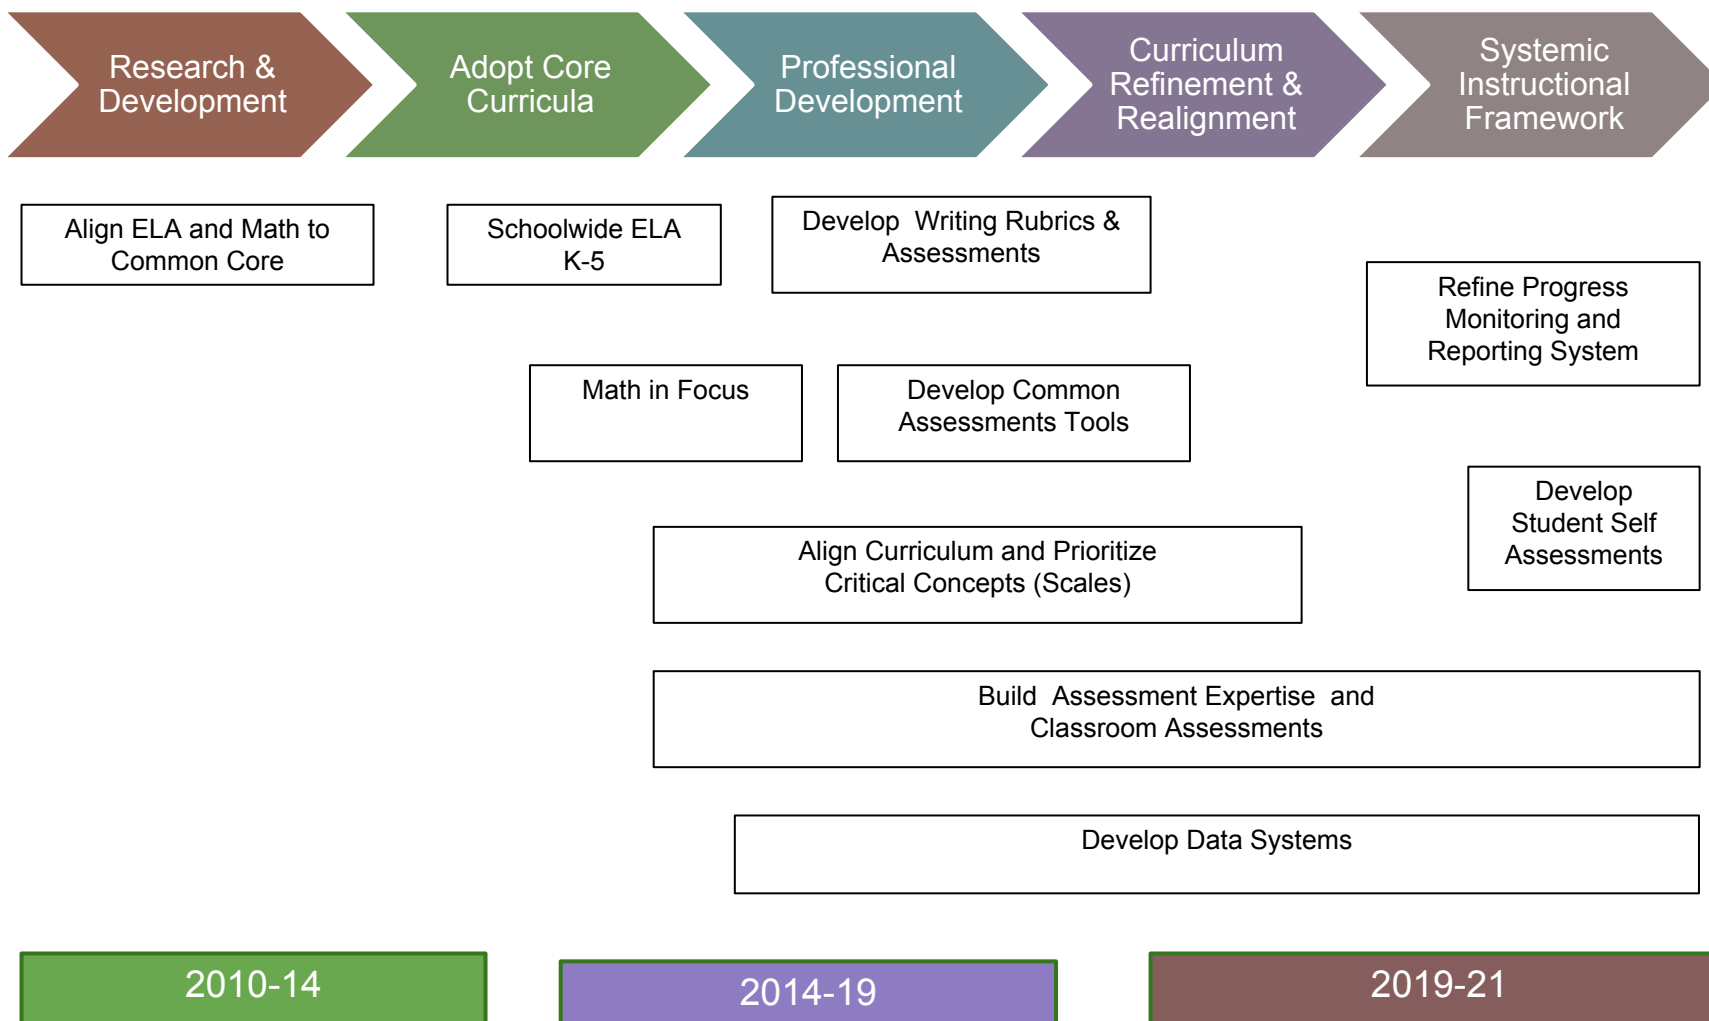 Research &
Development
Adopt Core
Curricula
Professional
Development
Curriculum
Refinement &
Realignment
Systemic
Instructional
Framework
Align ELA and Math to
Common Core
Schoolwide ELA
K-5
Develop  Writing Rubrics &
Assessments
Refine Progress
Monitoring and
Reporting System
Math in Focus
Develop Common
Assessments Tools
Develop
Student Self
Assessments
Align Curriculum and Prioritize
Critical Concepts (Scales)
Build  Assessment Expertise  and
Classroom Assessments
Develop Data Systems
2010-14
2014-19
2019-21